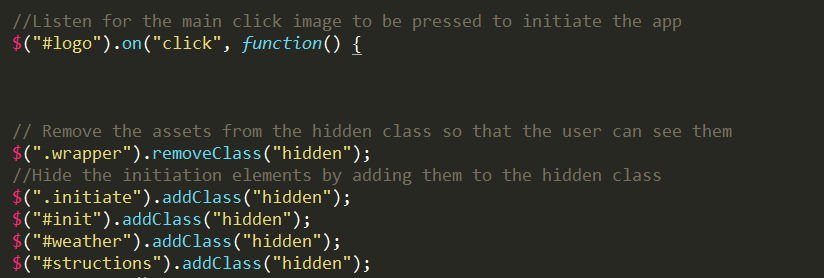 //Listen for the main click image to be pressed to initiate the app
$("#logo").on("click", function() {
// Remove the assets from the hidden class so that the user can see them
$(".wrapper").removeClass("hidden");
//Hide the initiation elements by adding them to the hidden class
$(".initiate").addClass("hidden");
$("#init").addClass("hidden");
$("#weather").addClass("hidden");
$("#structions").addClass("hidden");